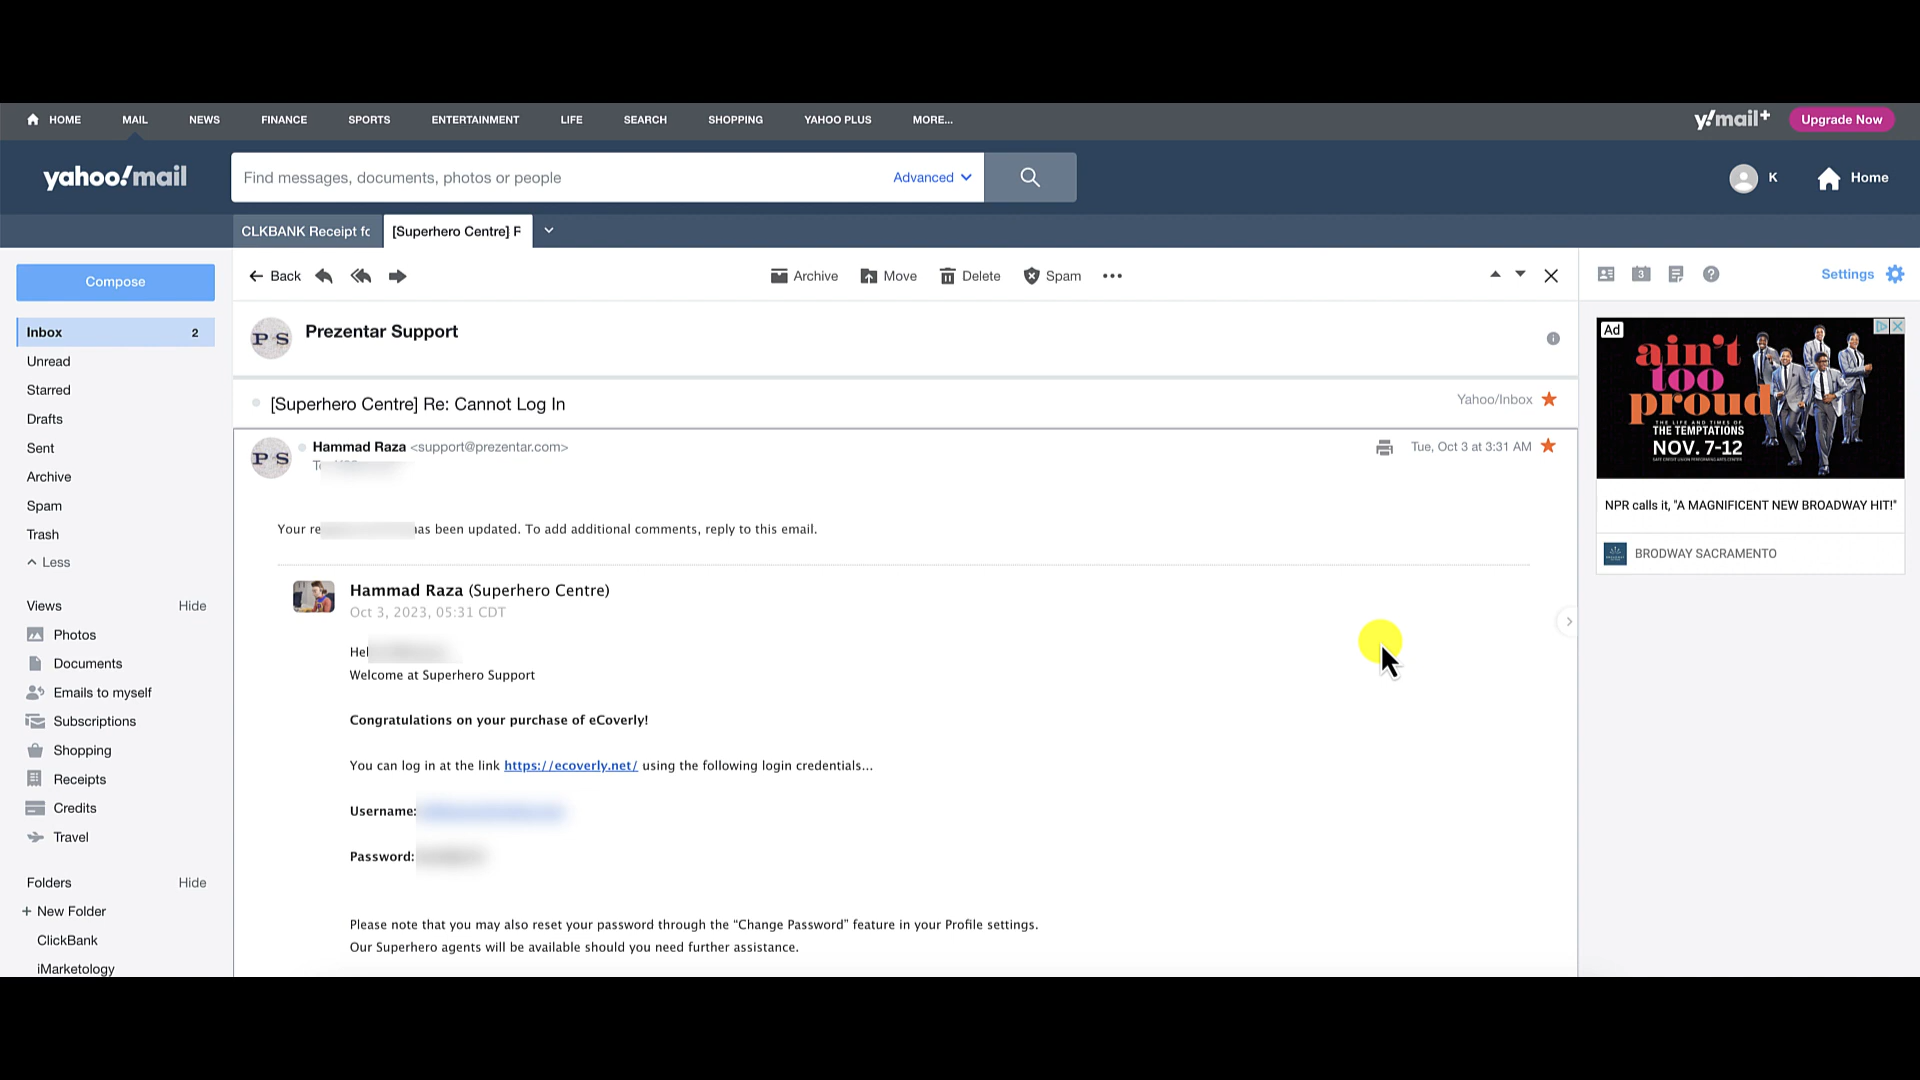 HOME MAIL NEWS FINANCE SPORTS ENTERTAINMENT LIFE SEARCH SHOPPING YAHOO PLUS MORE... y!mail+ Upgrade Now
yahoo!mail Find messages, documents, photos or people Advanced K Home
CLKBANK Receipt fo [Superhero Centre] F
Compose
Back Archive Move Delete Spam 3 Settings
Inbox 2
Unread
Starred
Drafts
Sent
Archive
Spam
Trash
Less
Views Hide
Photos
Documents
Emails to myself
Subscriptions
Shopping
Receipts
Credits
Travel
Folders Hide
New Folder
ClickBank
iMarketology
P S Prezentar Support
[Superhero Centre] Re: Cannot Log In Yahoo/Inbox
P S Hammad Raza <support@prezentar.com> Tue, Oct 3 at 3:31 AM
Your re as been updated. To add additional comments, reply to this email.
Hammad Raza (Superhero Centre)
Oct 3, 2023, 05:31 CDT
Hel
Welcome at Superhero Support
Congratulations on your purchase of eCoverly!
You can log in at the link https://ecoverly.net/ using the following login credentials...
Username:
Password:
Please note that you may also reset your password through the “Change Password” feature in your Profile settings.
Our Superhero agents will be available should you need further assistance.
Ad
ain't
too
proud
THE LIFE AND TIMES OF
THE TEMPTATIONS
NOV. 7-12
NPR calls it, "A MAGNIFICENT NEW BROADWAY HIT!"
BRODWAY SACRAMENTO